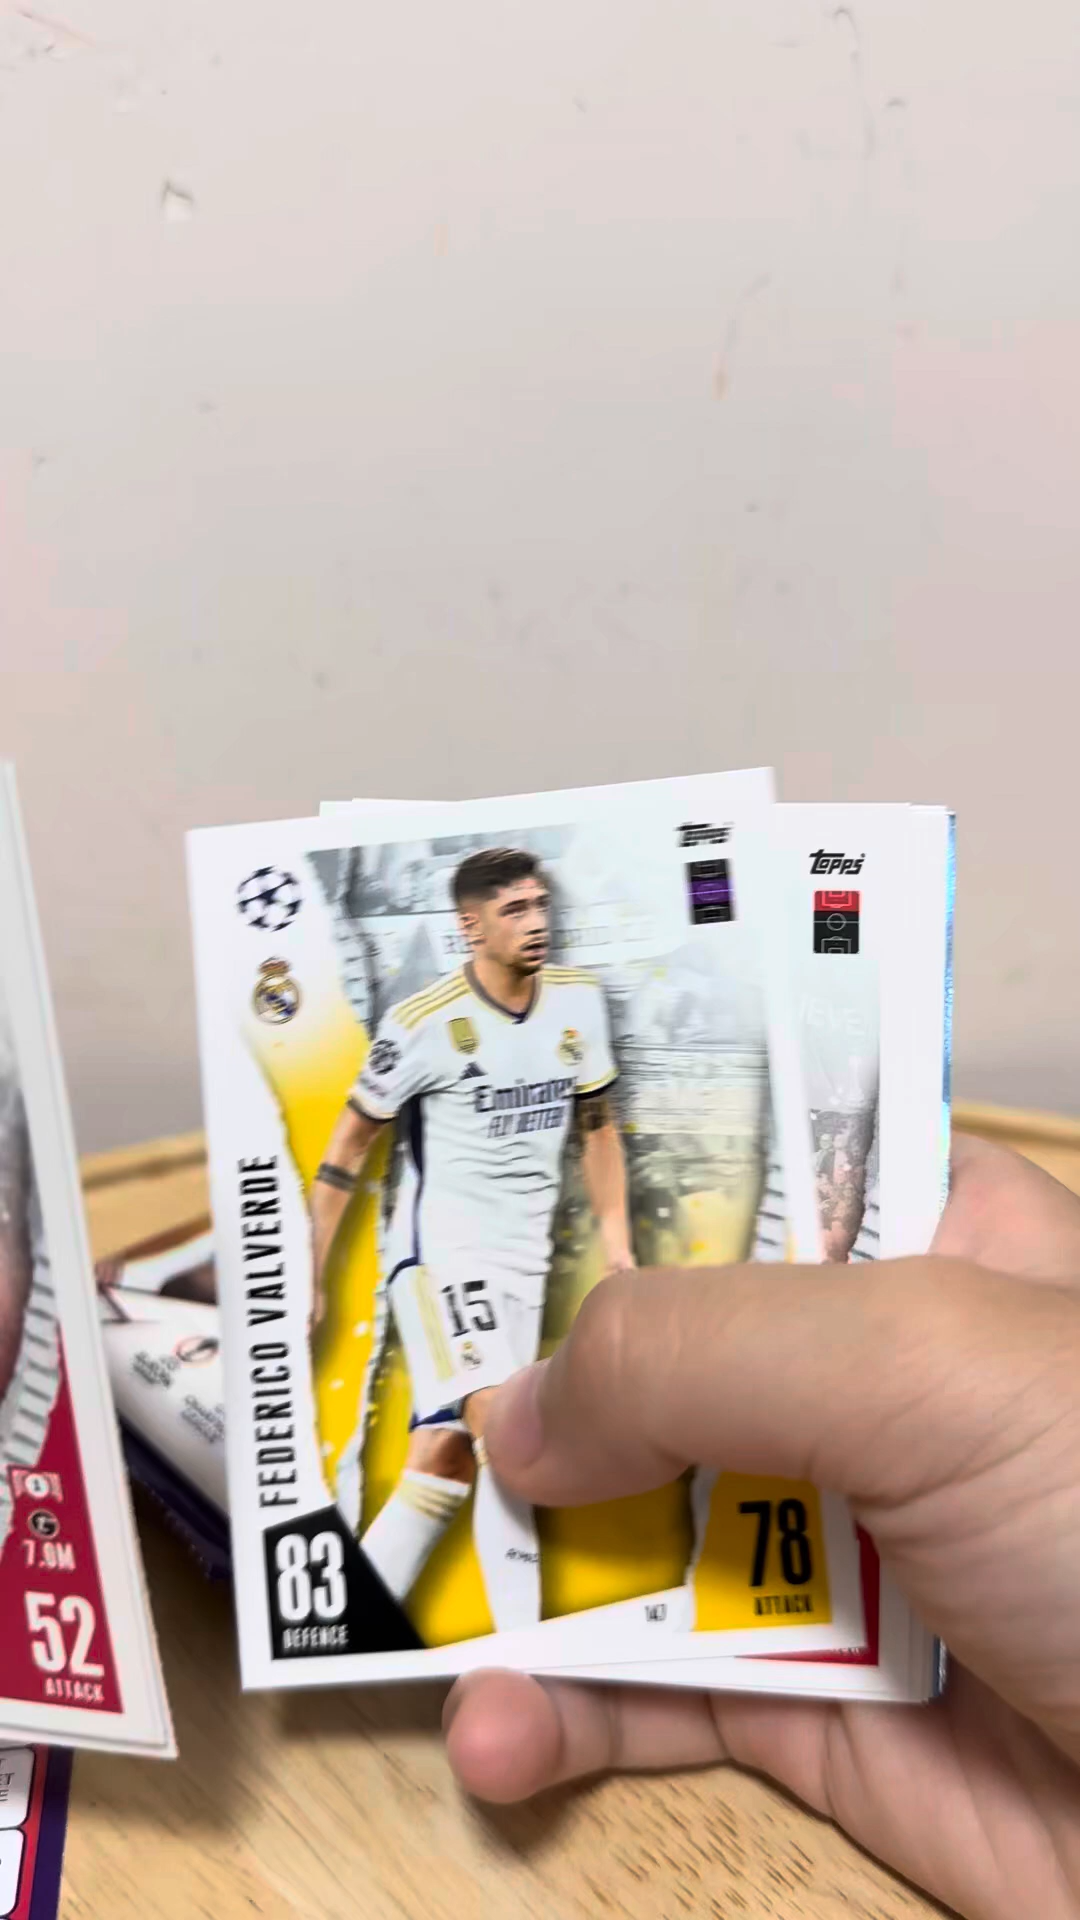 topps
topps
Emirates
FLY BETTER
15
FEDERICO VALVERDE
83
DEFENCE
147
78
ATTACK
7.0M
52
ATTACK